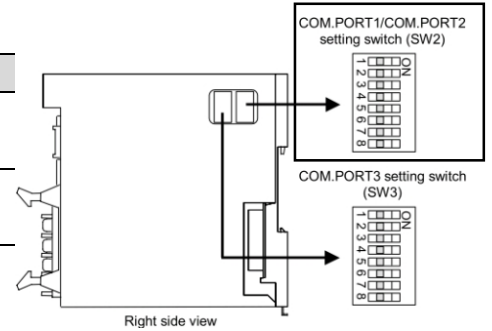 COM.PORT1/COM.PORT2
setting switch (SW2)
1 2 3 4 5 6 7 8
ON
COM.PORT3 setting switch
(SW3)
1 2 3 4 5 6 7 8
ON
Right side view